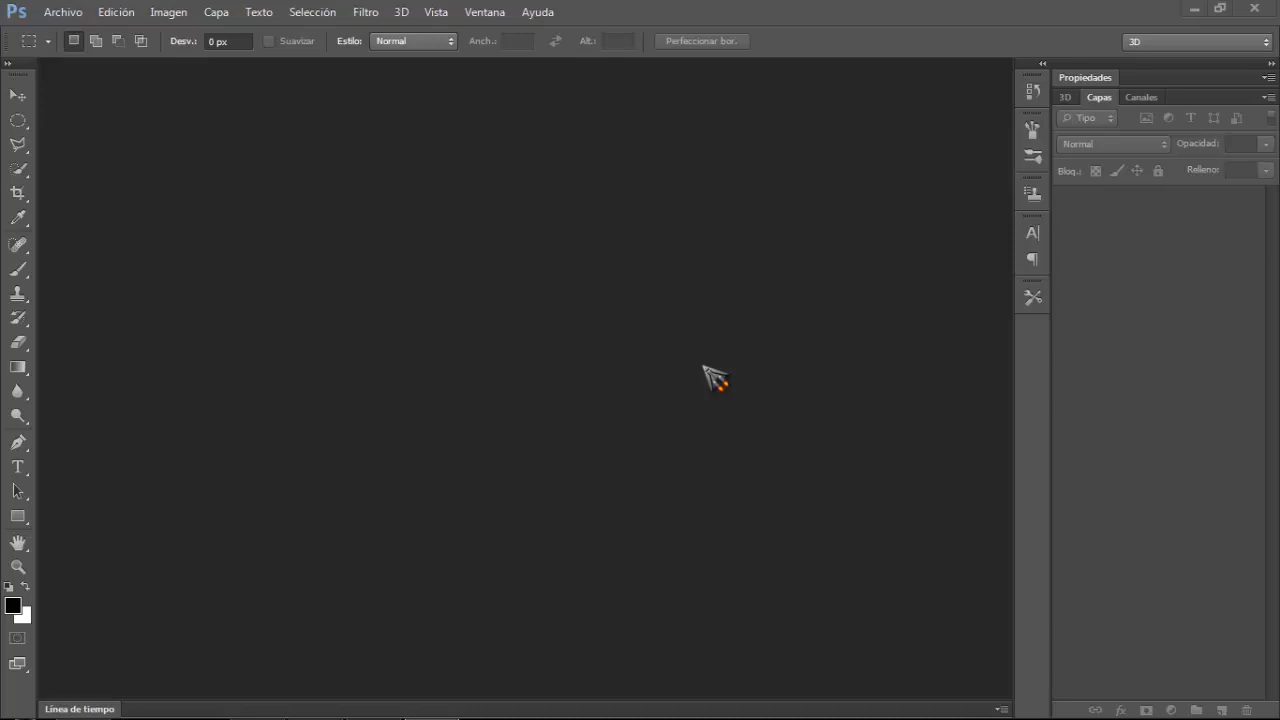 Ps Archivo Edición Imagen Capa Texto Selección Filtro 3D Vista Ventana Ayuda
Desv.: 0 px Suavizar Estilo: Normal Anch.: Alt.: Perfeccionar bor. 3D
Propiedades
3D Capas Canales
Tipo T
Normal Opacidad:
Bloq.: Relleno:
A
T
Línea de tiempo fx